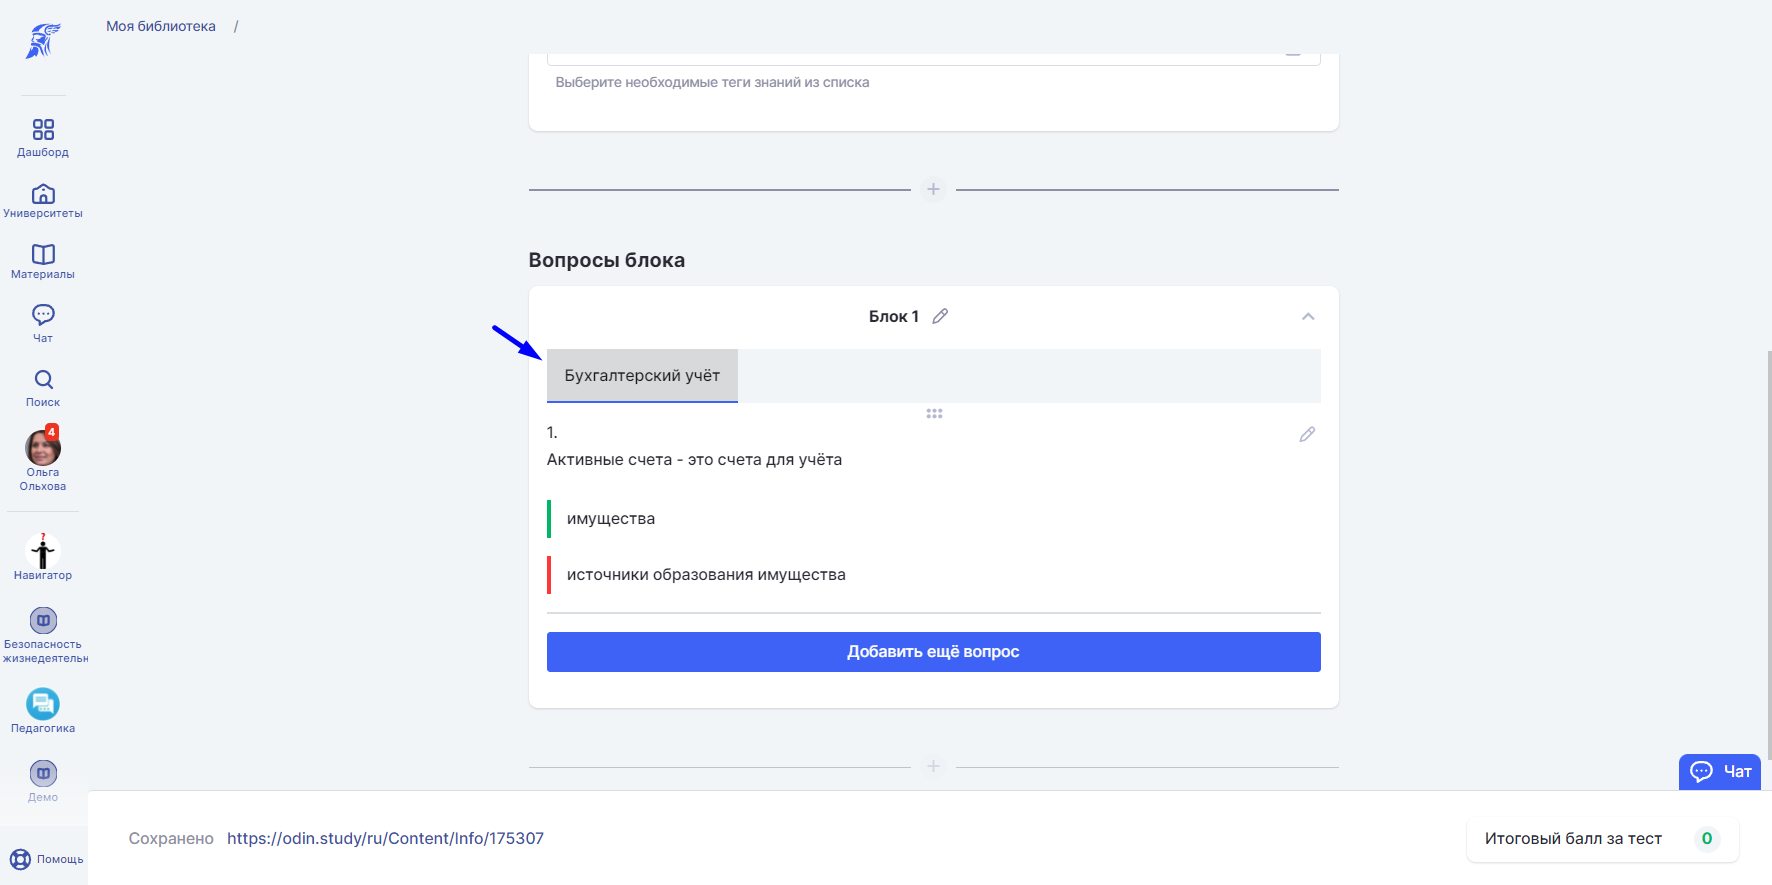 Моя библиотека /
Дашборд
Университеты
Материалы
Чат
Поиск
4
Ольга
Ольхова
?
Навигатор
Безопасность
жизнедеятельн
Педагогика
Демо
Помощь
Выберите необходимые теги знаний из списка
Вопросы блока
Блок 1
Бухгалтерский учёт
1.
Активные счета - это счета для учёта
имущества
источники образования имущества
Добавить ещё вопрос
Чат
Сохранено https://odin.study/ru/Content/Info/175307
Итоговый балл за тест 0